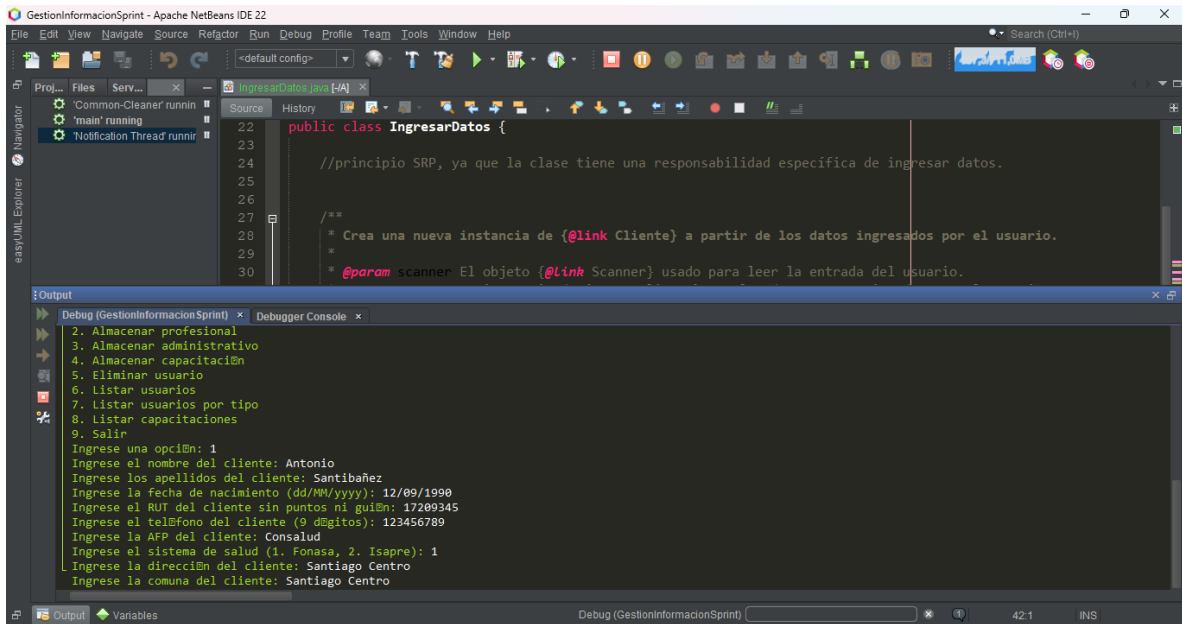 GestionInformacionSprint - Apache NetBeans IDE 22
File Edit View Navigate Source Refactor Run Debug Profile Team Tools Window Help
Search (Ctrl+I)
<default config>
Proj... Files Serv...
IngresarDatos.java [-/A]
Navigator
easyUML Explorer
'Common-Cleaner' runnin
'main' running
'Notification Thread' runnin
Source History
22 public class IngresarDatos {
23
24 //principio SRP, ya que la clase tiene una responsabilidad específica de ingresar datos.
25
26
27 /**
28 * Crea una nueva instancia de {@link Cliente} a partir de los datos ingresados por el usuario.
29 *
30 * @param scanner El objeto {@link Scanner} usado para leer la entrada del usuario.
Output
Debug (GestionInformacionSprint) × Debugger Console ×
2. Almacenar profesional
3. Almacenar administrativo
4. Almacenar capacitaci�n
5. Eliminar usuario
6. Listar usuarios
7. Listar usuarios por tipo
8. Listar capacitaciones
9. Salir
Ingrese una opci�n: 1
Ingrese el nombre del cliente: Antonio
Ingrese los apellidos del cliente: Santibañez
Ingrese la fecha de nacimiento (dd/MM/yyyy): 12/09/1990
Ingrese el RUT del cliente sin puntos ni gui�n: 17209345
Ingrese el tel�fono del cliente (9 d�gitos): 123456789
Ingrese la AFP del cliente: Consalud
Ingrese el sistema de salud (1. Fonasa, 2. Isapre): 1
Ingrese la direcci�n del cliente: Santiago Centro
Ingrese la comuna del cliente: Santiago Centro
Output Variables
Debug (GestionInformacionSprint)
1
42:1
INS